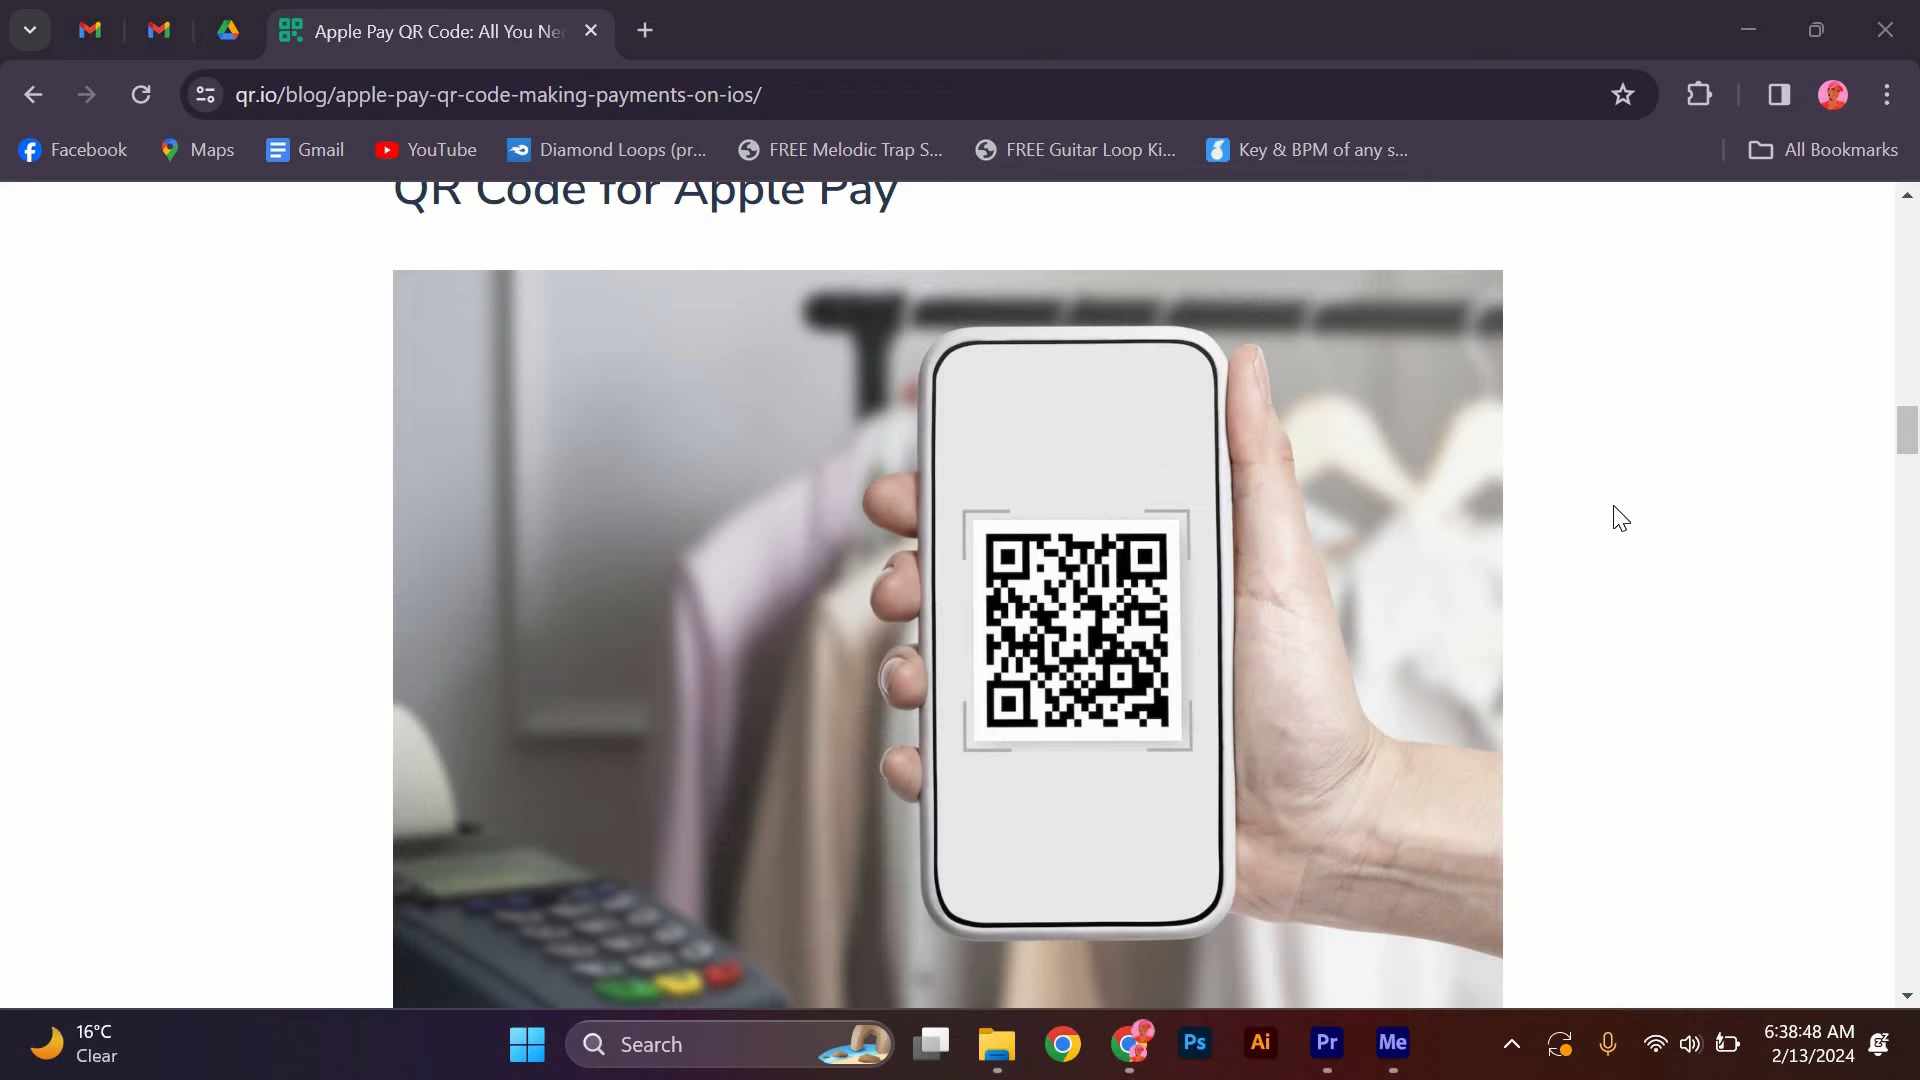 Apple Pay QR Code: All You Ne
qr.io/blog/apple-pay-qr-code-making-payments-on-ios/
Facebook
Maps
Gmail
YouTube
Diamond Loops (pr...
FREE Melodic Trap S...
FREE Guitar Loop Ki...
Key & BPM of any s...
All Bookmarks
QR Code for Apple Pay
16°C
Clear
Search
Ps
Ai
Pr
Me
6:38:48 AM
2/13/2024